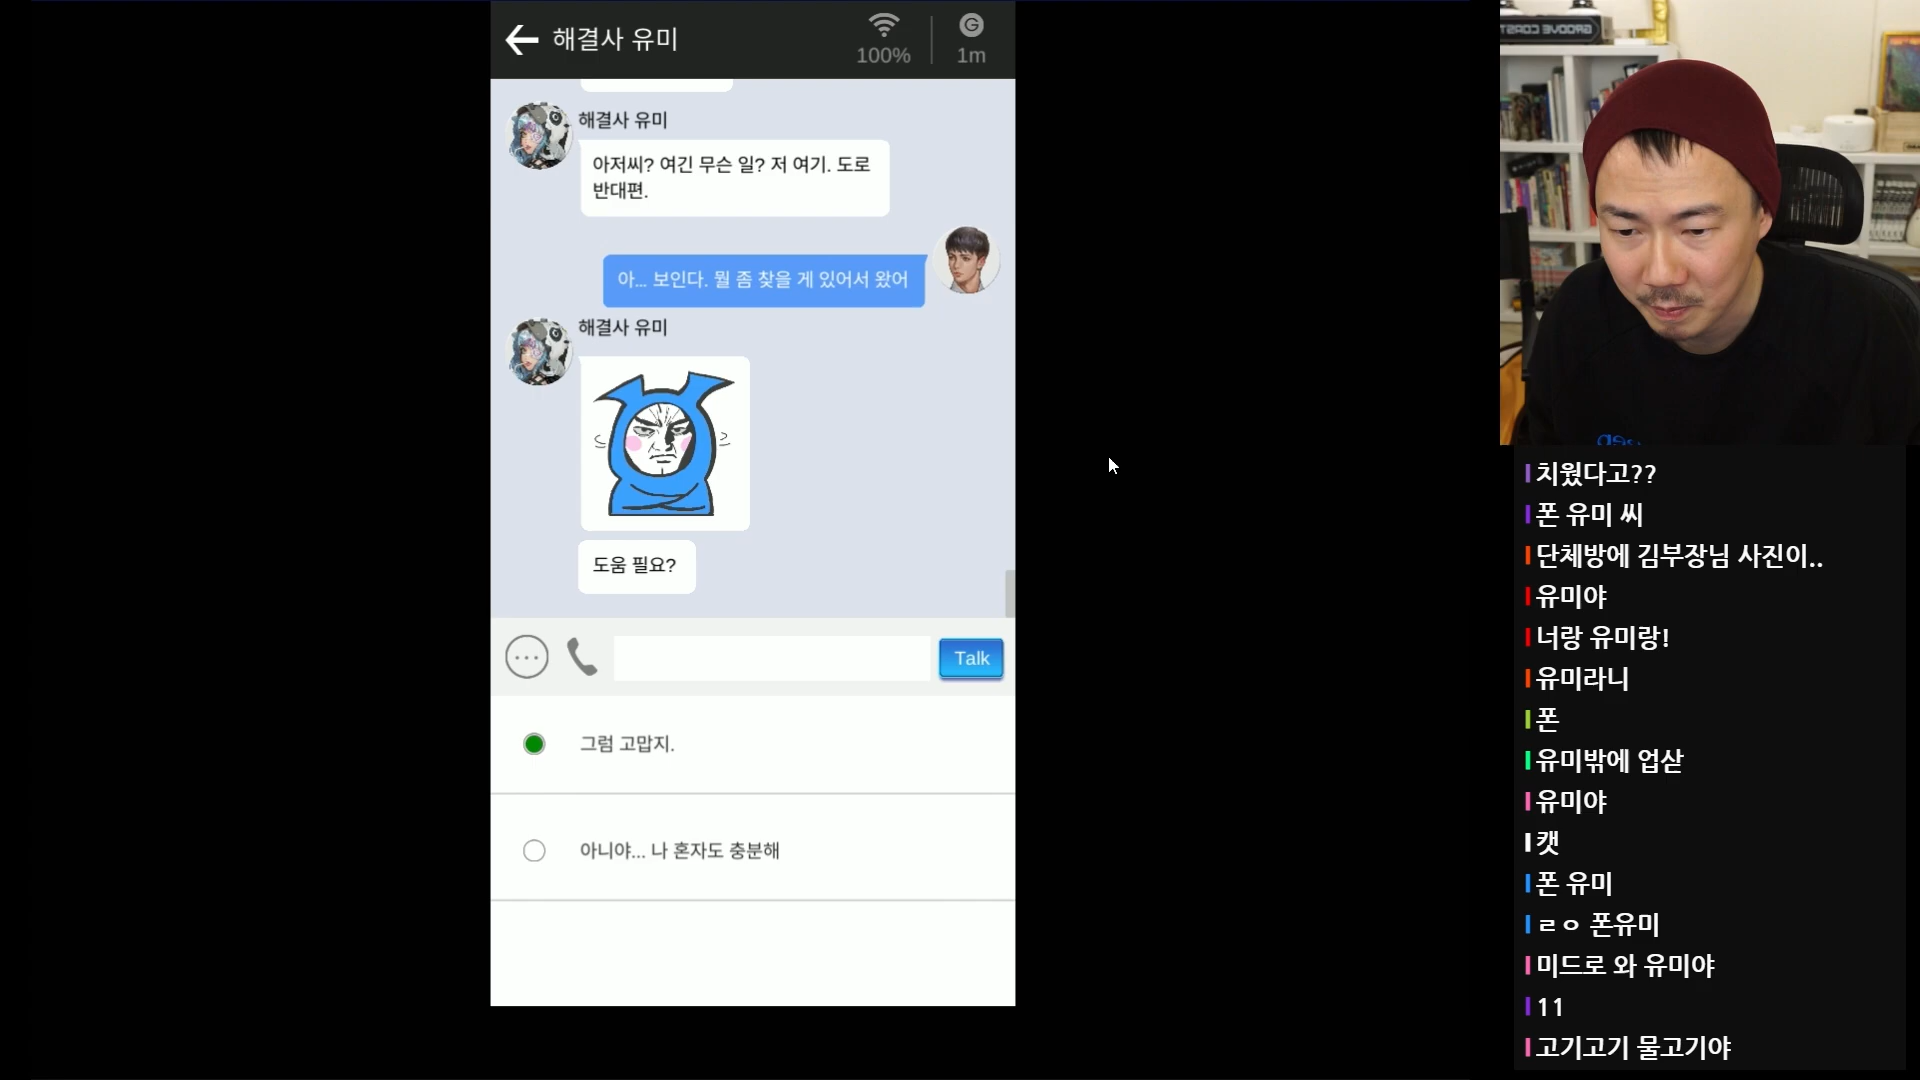 해결사 유미
100%
G
1m
해결사 유미
아저씨? 여긴 무슨 일? 저 여기. 도로
반대편.
아... 보인다. 뭘 좀 찾을 게 있어서 왔어
해결사 유미
도움 필요?
Talk
그럼 고맙지.
아니야... 나 혼자도 충분해
GROOVE COAST
치웠다고??
폰 유미 씨
단체방에 김부장님 사진이..
유미야
너랑 유미랑!
유미라니
폰
유미밖에 업산
유미야
캣
폰 유미
ㄹㅇ 폰유미
미드로 와 유미야
11
고기고기 물고기야